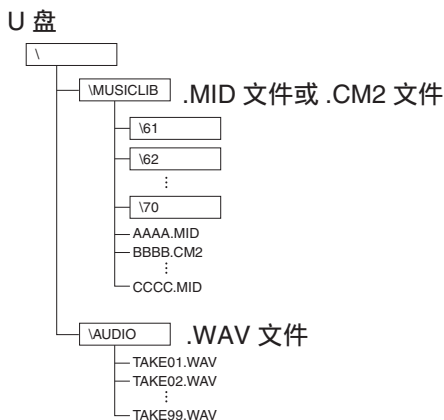 U 盘
\
\MUSICLIB .MID 文件或 .CM2 文件
\61
\62
⋮
\70
AAAA.MID
BBBB.CM2
⋮
CCCC.MID
\AUDIO .WAV 文件
TAKE01.WAV
TAKE02.WAV
⋮
TAKE99.WAV